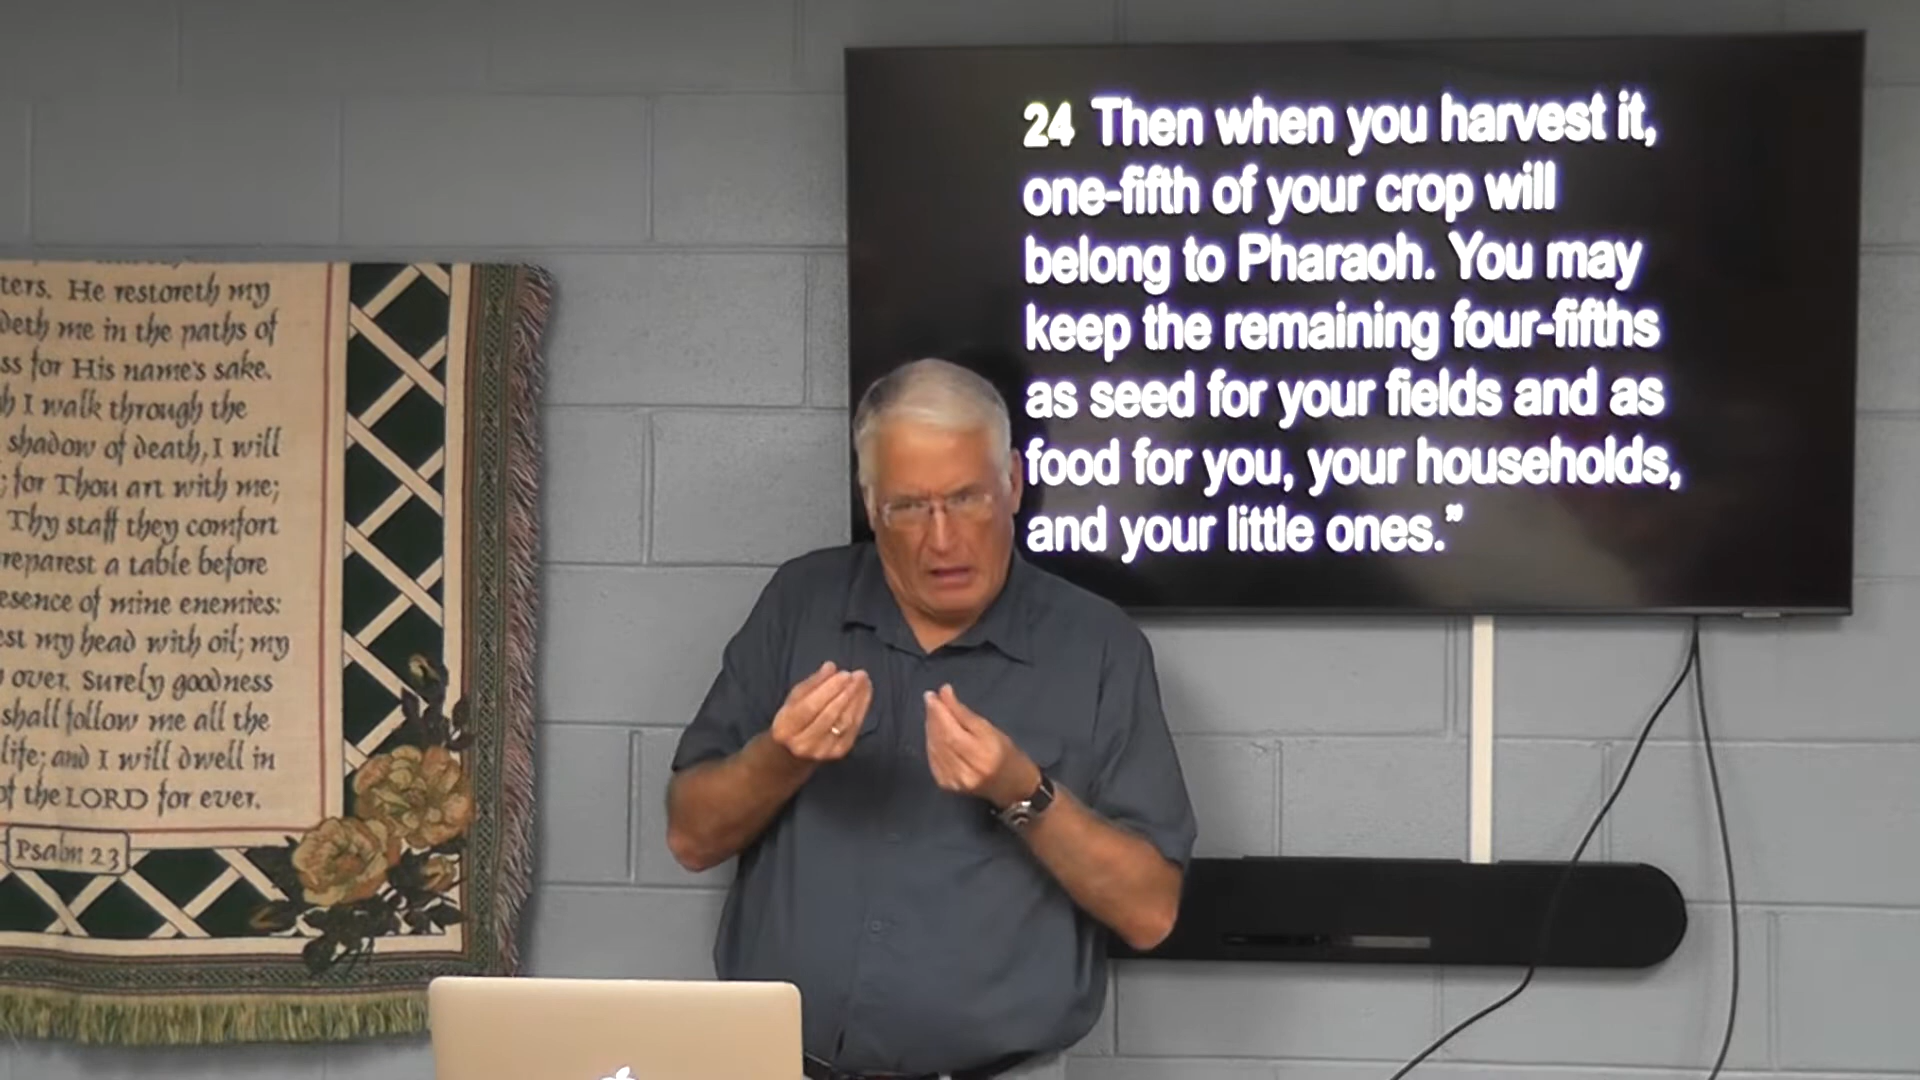 24 Then when you harvest it,
one-fifth of your crop will
belong to Pharaoh. You may
keep the remaining four-fifths
as seed for your fields and as
food for you, your households,
and your little ones.”
ters. He restoreth my
deth me in the paths of
ss for His name's sake.
I walk through the
shadow of death, I will
; for Thou art with me;
Thy staff they comfort
reparest a table before
esence of mine enemies:
est my head with oil; my
over. Surely goodness
shall follow me all the
life; and I will dwell in
of the LORD for ever.
Psalm 23